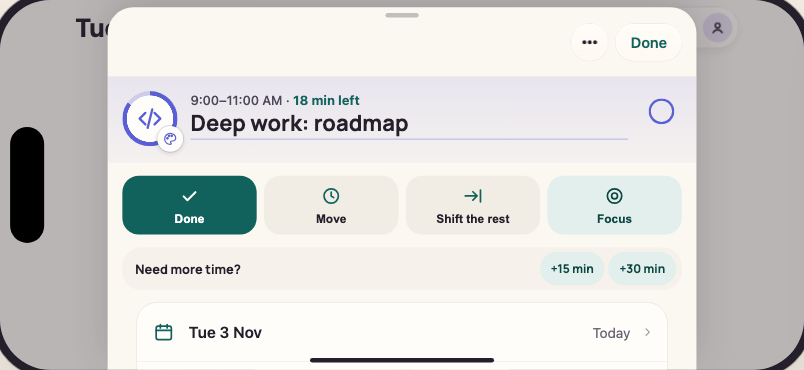 Tue
••• Done
9:00–11:00 AM · 18 min left
Deep work: roadmap
Done
Move
Shift the rest
Focus
Need more time?
+15 min
+30 min
Tue 3 Nov
Today